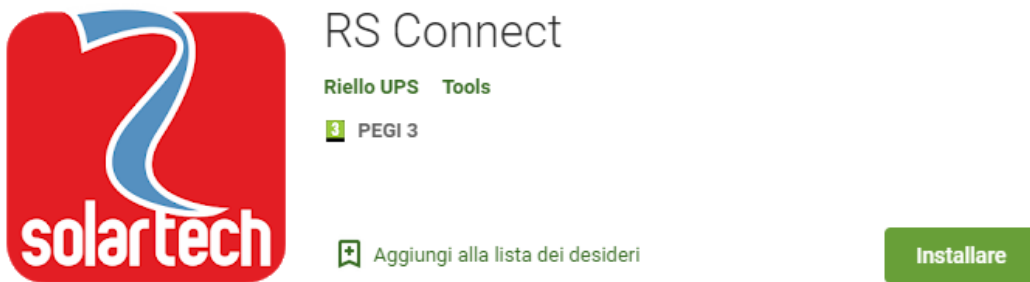 RS Connect
Riello UPS Tools
3 PEGI 3
solartech
Aggiungi alla lista dei desideri
Installare